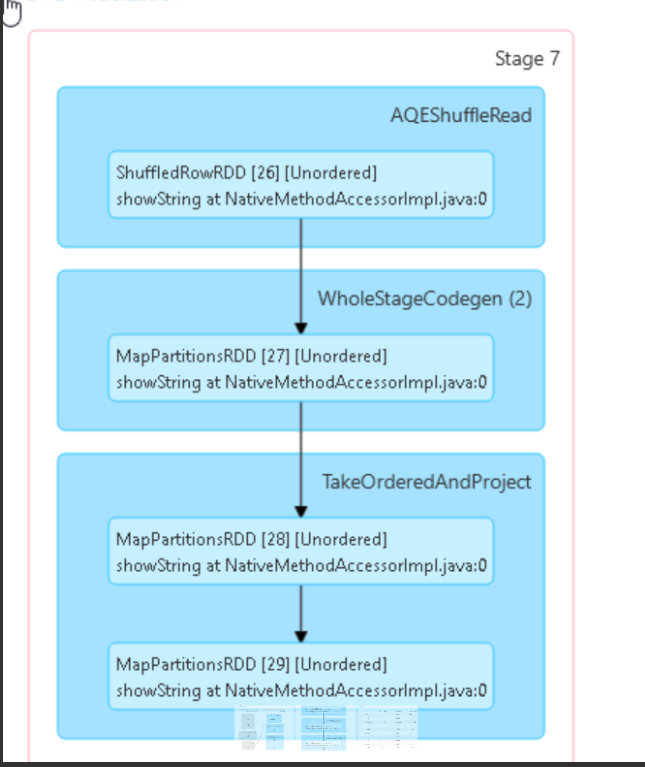 Stage 7
AQEShuffleRead
ShuffledRowRDD [26] [Unordered]
showString at NativeMethodAccessorImpl.java:0
WholeStageCodegen (2)
MapPartitionsRDD [27] [Unordered]
showString at NativeMethodAccessorImpl.java:0
TakeOrderedAndProject
MapPartitionsRDD [28] [Unordered]
showString at NativeMethodAccessorImpl.java:0
MapPartitionsRDD [29] [Unordered]
showString at NativeMethodAccessorImpl.java:0